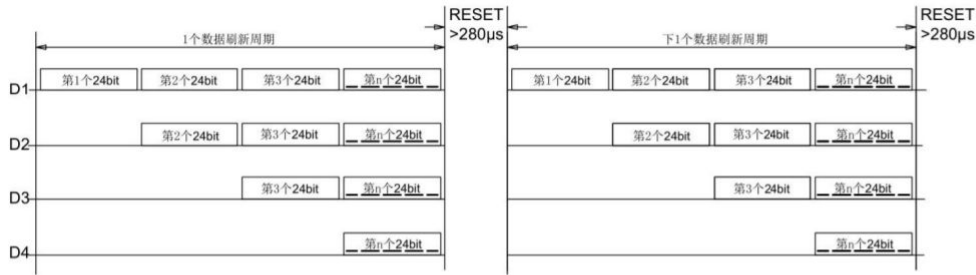 RESET RESET
>280μs >280μs
1个数据刷新周期 下1个数据刷新周期
D1 第1个24bit 第2个24bit 第3个24bit 第n个24bit 第1个24bit 第2个24bit 第3个24bit 第n个24bit
D2 第2个24bit 第3个24bit 第n个24bit 第2个24bit 第3个24bit 第n个24bit
D3 第3个24bit 第n个24bit 第3个24bit 第n个24bit
D4 第n个24bit 第n个24bit